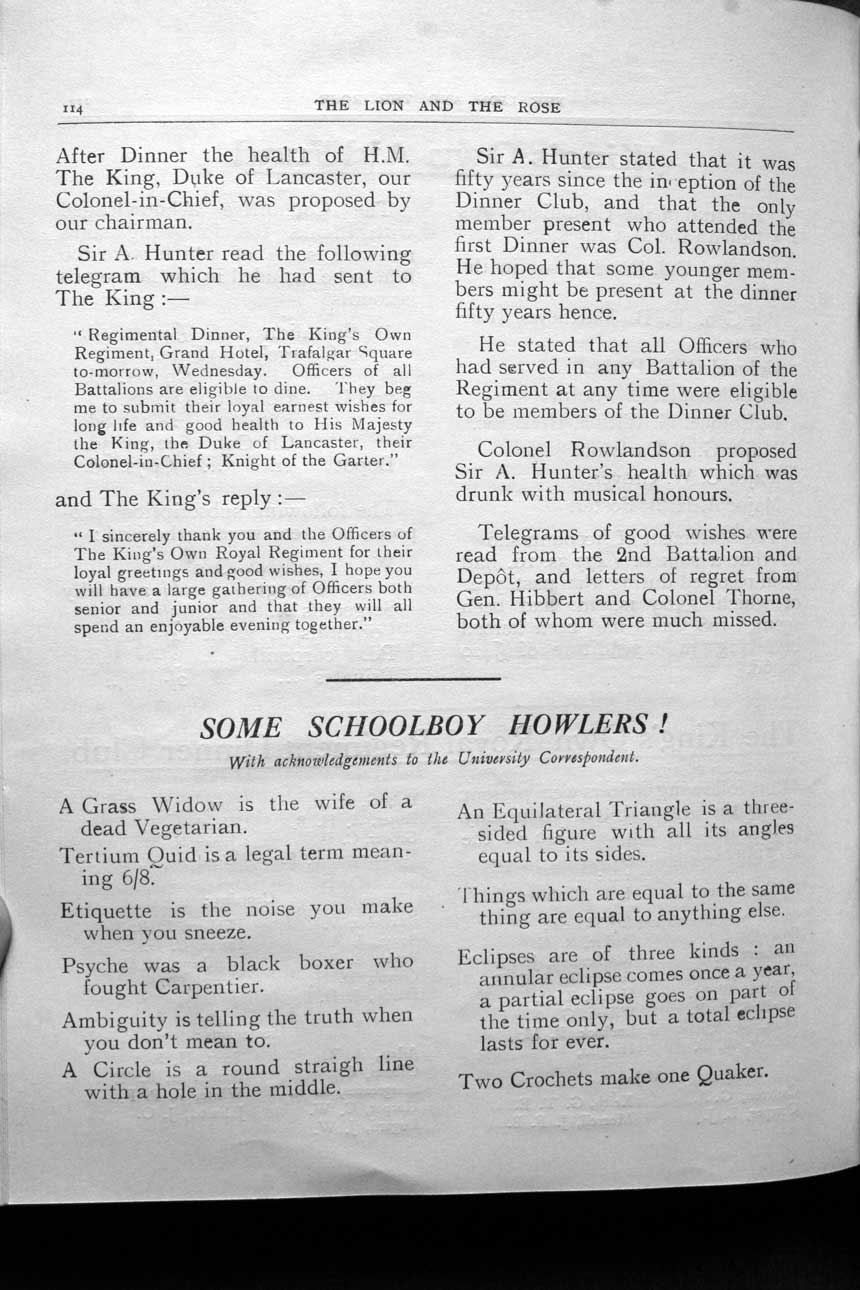 114
THE LION AND THE ROSE
After Dinner the health of H.M.
The King, Duke of Lancaster, our
Colonel-in-Chief, was proposed by
our chairman.
Sir A. Hunter read the following
telegram which he had sent to
The King :—
" Regimental Dinner, The King's Own
Regiment, Grand Hotel, Trafalgar Square
to-morrow, Wednesday. Officers of all
Battalions are eligible to dine. They beg
me to submit their loyal earnest wishes for
long life and good health to His Majesty
the King, the Duke of Lancaster, their
Colonel-in-Chief ; Knight of the Garter."
and The King's reply :—
" I sincerely thank you and the Officers of
The King's Own Royal Regiment for their
loyal greetings and good wishes, I hope you
will have a large gathering of Officers both
senior and junior and that they will all
spend an enjoyable evening together."
Sir A. Hunter stated that it was
fifty years since the inception of the
Dinner Club, and that the only
member present who attended the
first Dinner was Col. Rowlandson.
He hoped that some younger mem-
bers might be present at the dinner
fifty years hence.
He stated that all Officers who
had served in any Battalion of the
Regiment at any time were eligible
to be members of the Dinner Club.
Colonel Rowlandson proposed
Sir A. Hunter's health which was
drunk with musical honours.
Telegrams of good wishes were
read from the 2nd Battalion and
Depôt, and letters of regret from
Gen. Hibbert and Colonel Thorne,
both of whom were much missed.
SOME SCHOOLBOY HOWLERS !
With acknowledgements to the University Correspondent.
A Grass Widow is the wife of a
dead Vegetarian.
Tertium Quid is a legal term mean-
ing 6/8.
Etiquette is the noise you make
when you sneeze.
Psyche was a black boxer who
fought Carpentier.
Ambiguity is telling the truth when
you don't mean to.
A Circle is a round straigh line
with a hole in the middle.
An Equilateral Triangle is a three-
sided figure with all its angles
equal to its sides.
Things which are equal to the same
thing are equal to anything else.
Eclipses are of three kinds : an
annular eclipse comes once a year,
a partial eclipse goes on part of
the time only, but a total eclipse
lasts for ever.
Two Crochets make one Quaker.